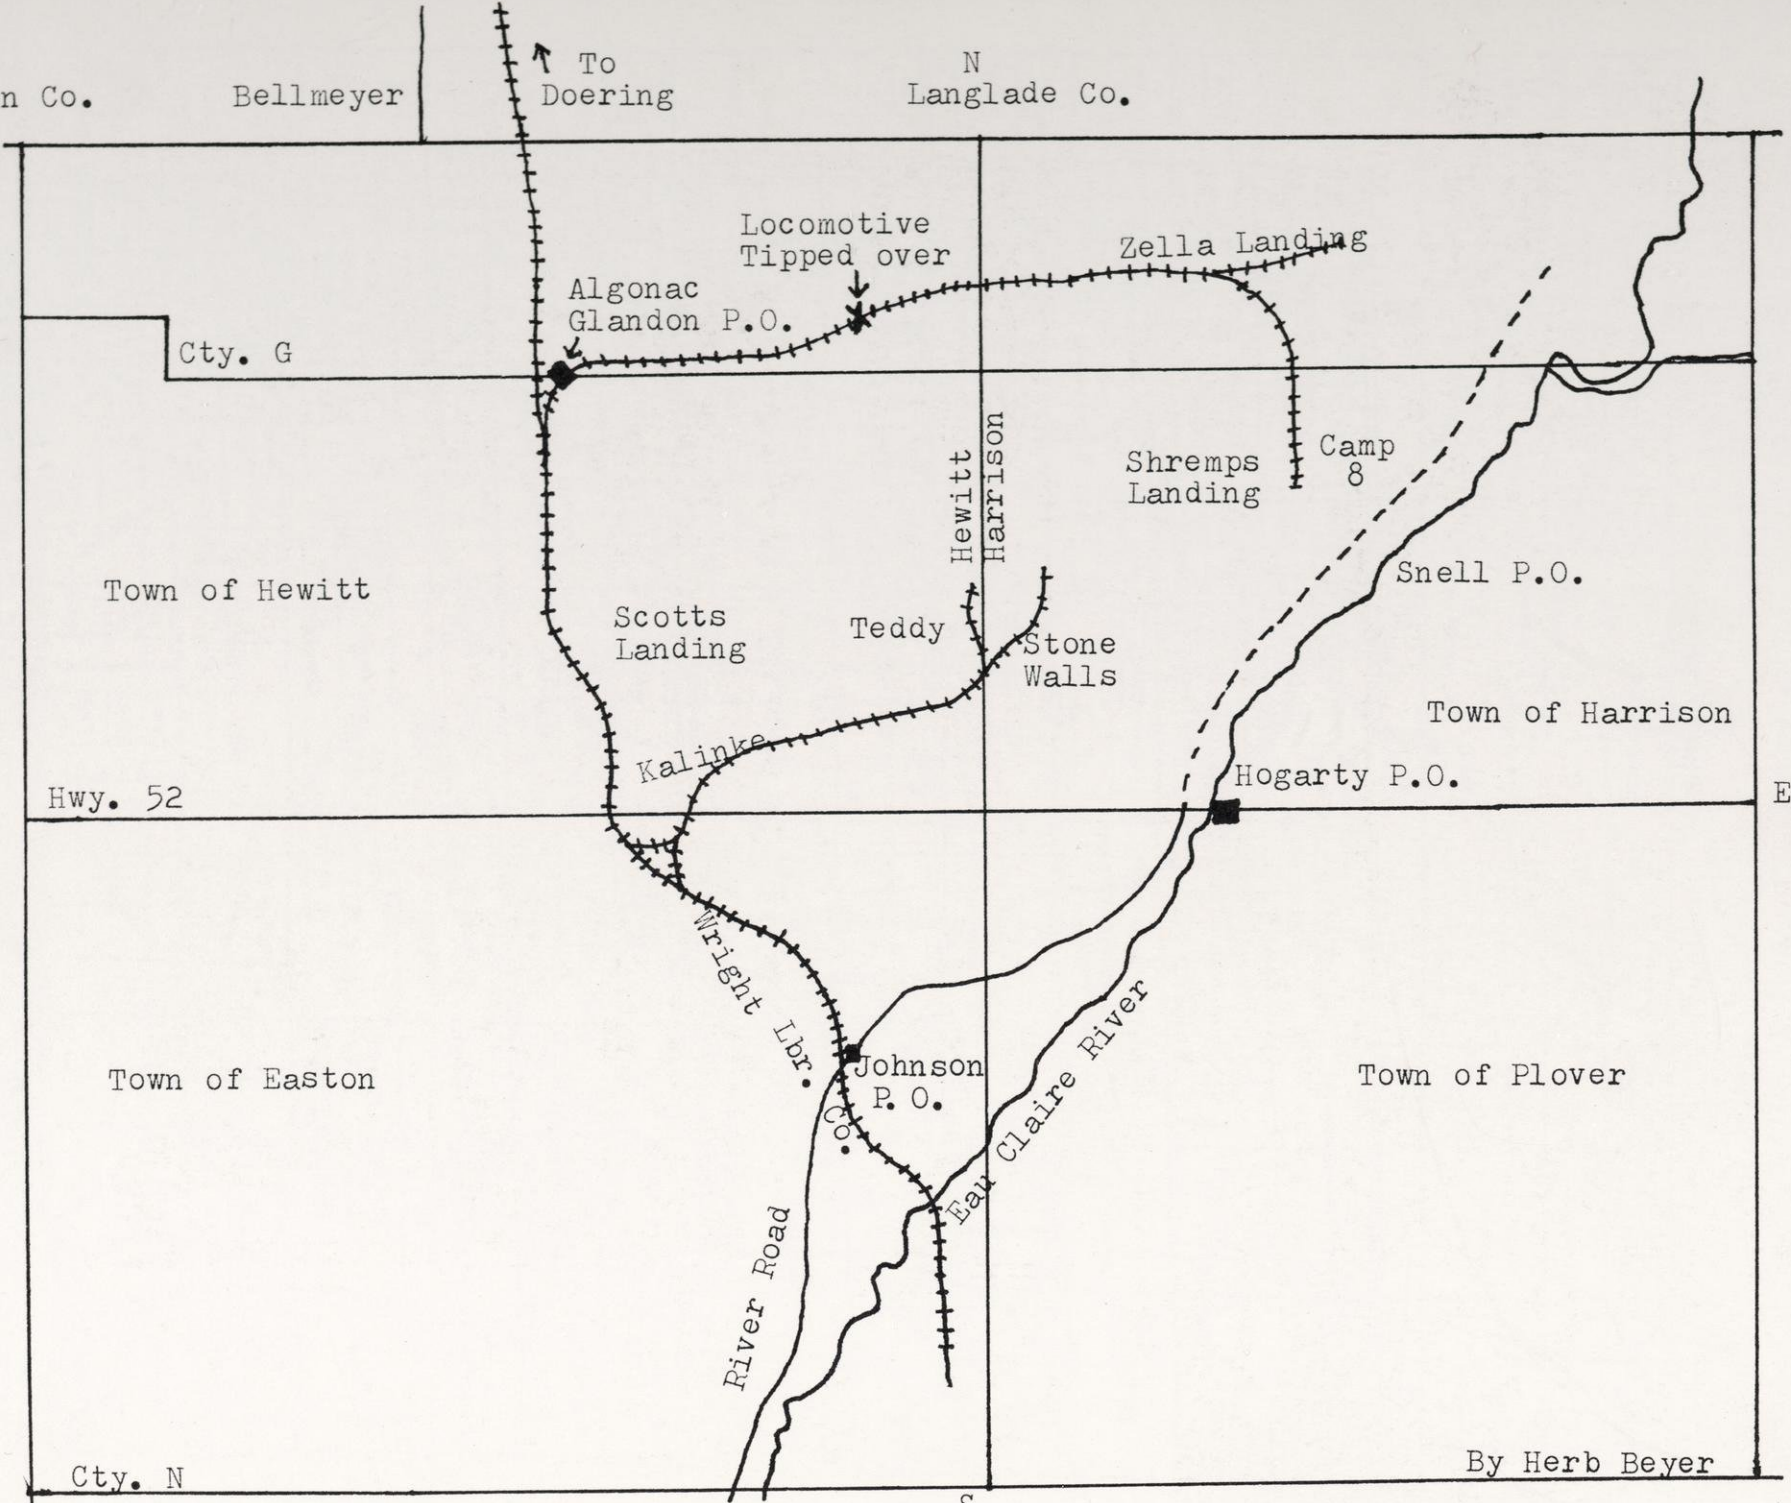 To
N
n Co.
Bellmeyer
Doering
Langlade Co.
Locomotive
Tipped over
Zella Landing
Algonac
Glandon P.O.
Cty. G
Hewitt
Harrison
Shremps
Landing
Camp
8
Snell P.O.
Town of Hewitt
Scotts
Landing
Teddy
Stone
Walls
Town of Harrison
Kalinke
Hogarty P.O.
Hwy. 52
E
Wright Lbr. Co.
Eau Claire River
Johnson
P.O.
Town of Easton
Town of Plover
River Road
By Herb Beyer
Cty. N